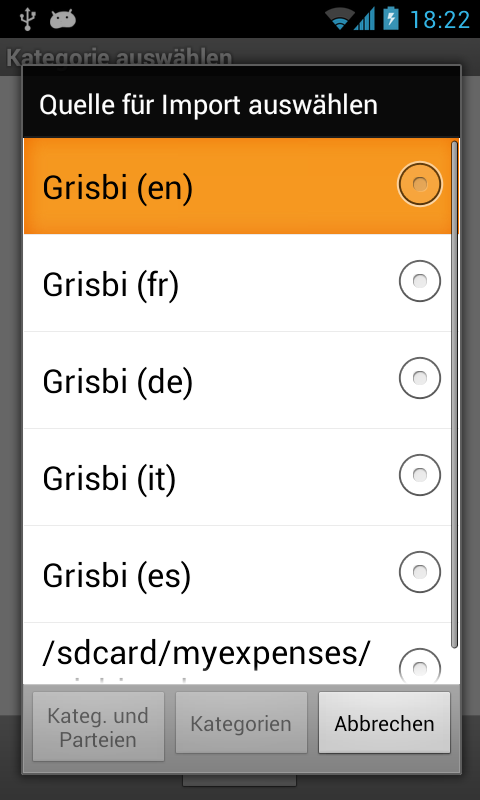 18:22
Kategorie auswählen
Quelle für Import auswählen
Grisbi (en)
Grisbi (fr)
Grisbi (de)
Grisbi (it)
Grisbi (es)
/sdcard/myexpenses/
Kateg. und
Parteien
Kategorien
Abbrechen